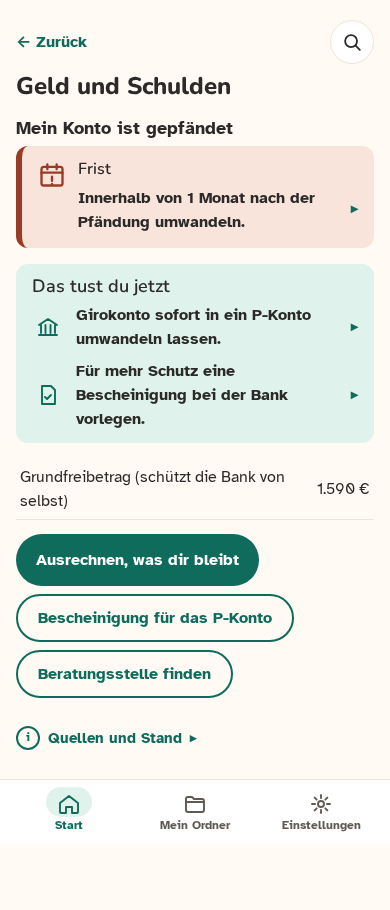 ← Zurück
Geld und Schulden
Mein Konto ist gepfändet
Frist
Innerhalb von 1 Monat nach der
Pfändung umwandeln.
▸
Das tust du jetzt
Girokonto sofort in ein P-Konto
umwandeln lassen.
▸
Für mehr Schutz eine
Bescheinigung bei der Bank
vorlegen.
▸
Grundfreibetrag (schützt die Bank von
selbst)
1.590 €
Ausrechnen, was dir bleibt
Bescheinigung für das P-Konto
Beratungsstelle finden
i Quellen und Stand ▸
Start
Mein Ordner
Einstellungen